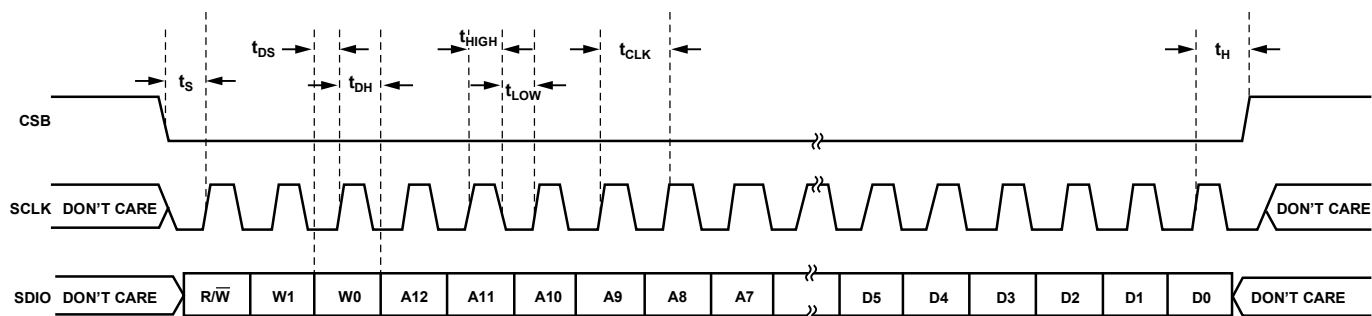 tDS
tHIGH
tCLK
tH
tS
tDH
tLOW
CSB
SCLK DON'T CARE
DON'T CARE
SDIO DON'T CARE R/W̅ W1 W0 A12 A11 A10 A9 A8 A7 D5 D4 D3 D2 D1 D0 DON'T CARE